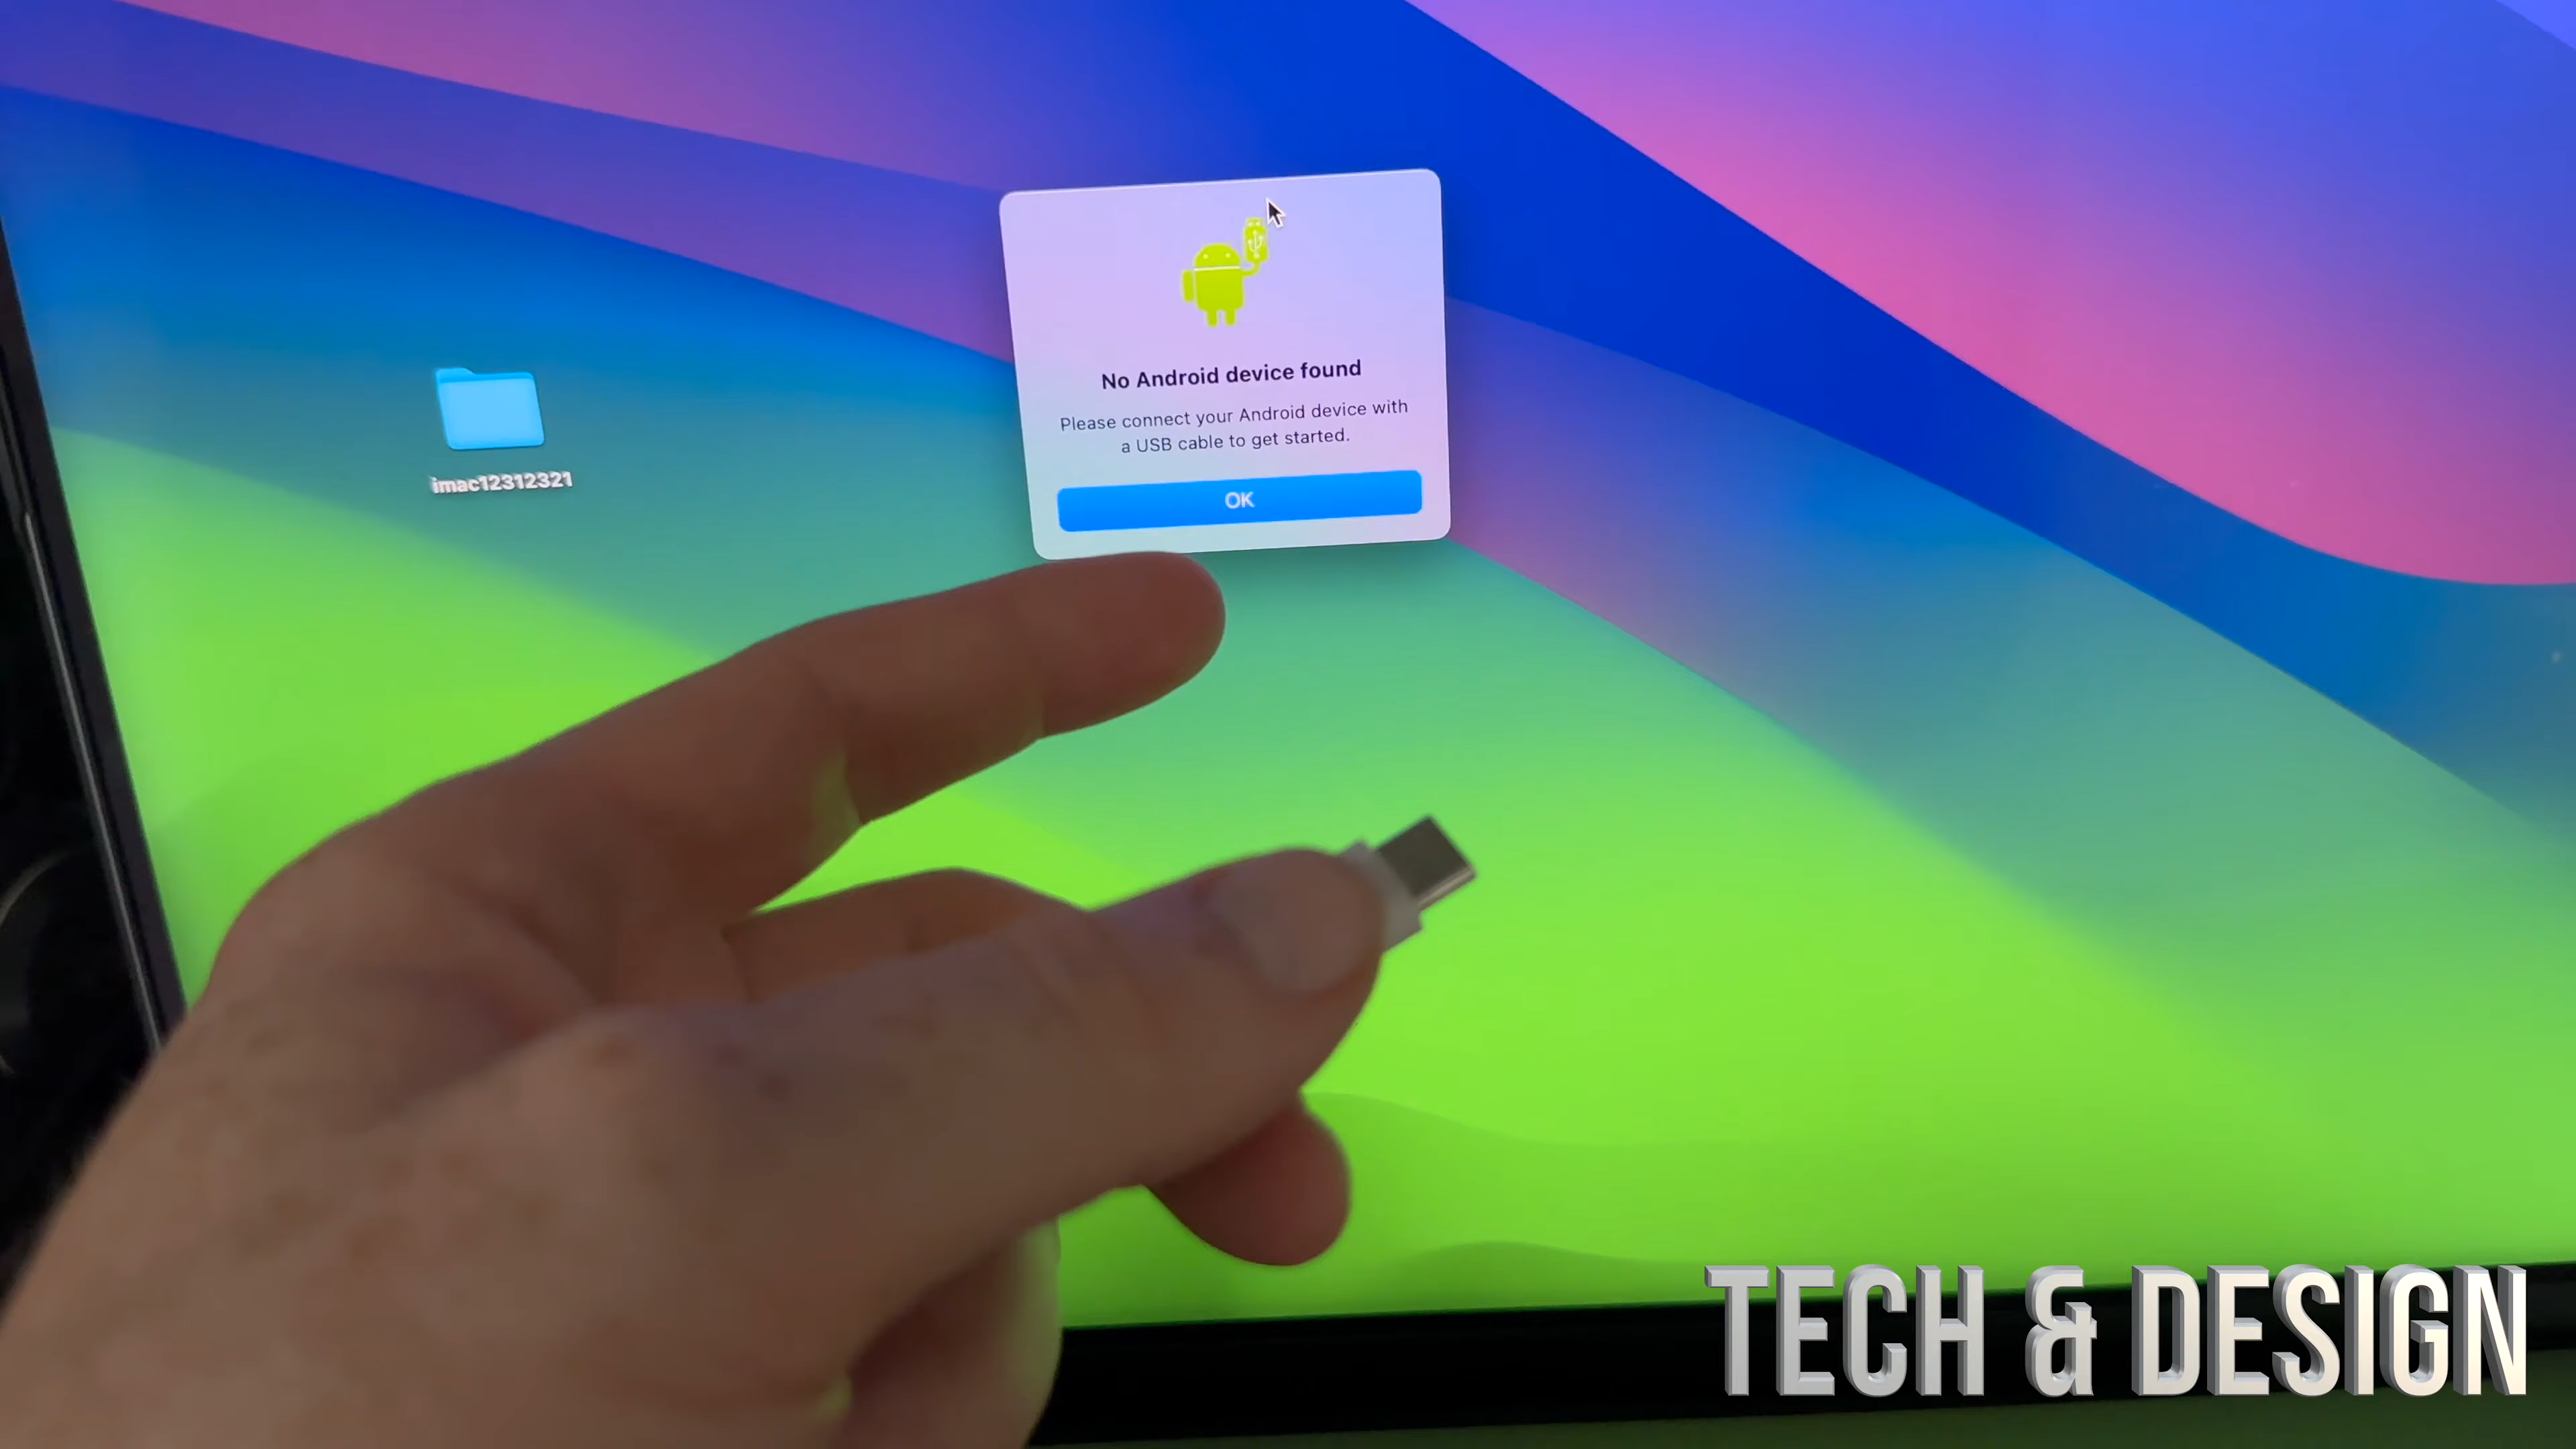 No Android device found
Please connect your Android device with
a USB cable to get started.
OK
imac12312321
TECH & DESIGN